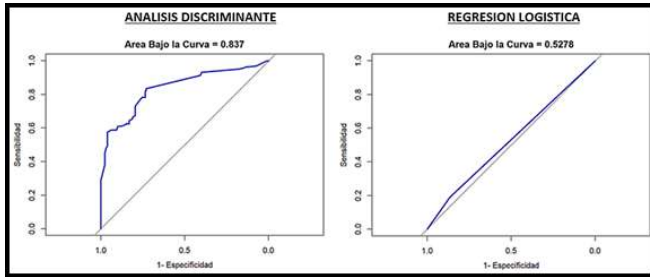 ANALISIS DISCRIMINANTE
Area Bajo la Curva = 0.837
Sensibilidad
1.0
0.8
0.6
0.4
0.2
0.0
1.0 0.5 0.0
1- Especificidad
REGRESION LOGISTICA
Area Bajo la Curva = 0.5278
Sensibilidad
1.0
0.8
0.6
0.4
0.2
0.0
1.0 0.5 0.0
1- Especificidad